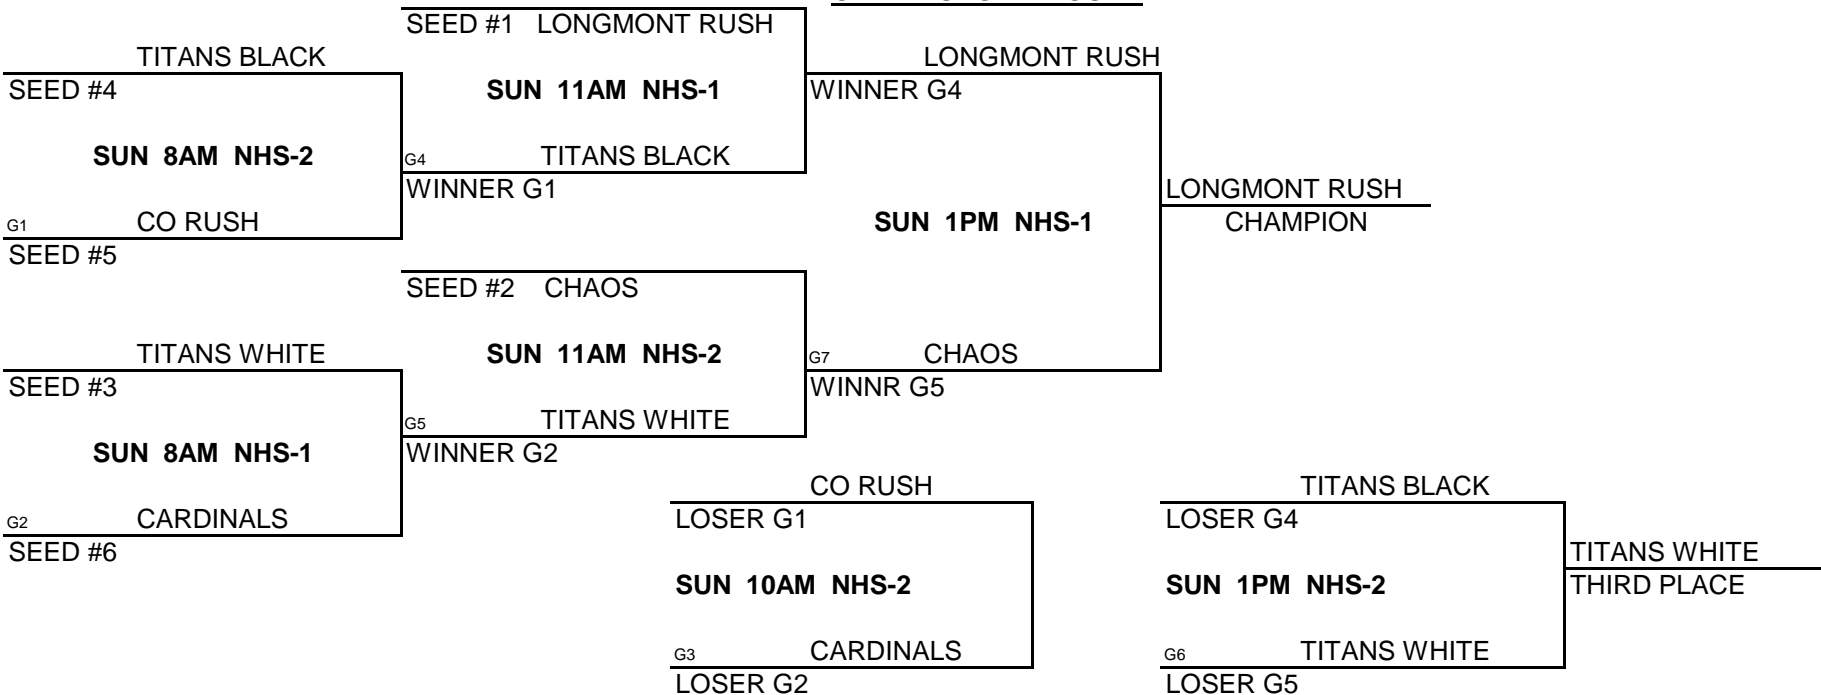 SEED #1 LONGMONT RUSH
TITANS BLACK
LONGMONT RUSH
SEED #4
SUN 11AM NHS-1
WINNER G4
SUN 8AM NHS-2
G4 TITANS BLACK
WINNER G1
LONGMONT RUSH
G1 CO RUSH
SUN 1PM NHS-1
CHAMPION
SEED #5
SEED #2 CHAOS
TITANS WHITE
SUN 11AM NHS-2
G7 CHAOS
SEED #3
WINNR G5
G5 TITANS WHITE
SUN 8AM NHS-1
WINNER G2
CO RUSH
TITANS BLACK
G2 CARDINALS
LOSER G1
LOSER G4
SEED #6
TITANS WHITE
SUN 10AM NHS-2
SUN 1PM NHS-2
THIRD PLACE
G3 CARDINALS
G6 TITANS WHITE
LOSER G2
LOSER G5